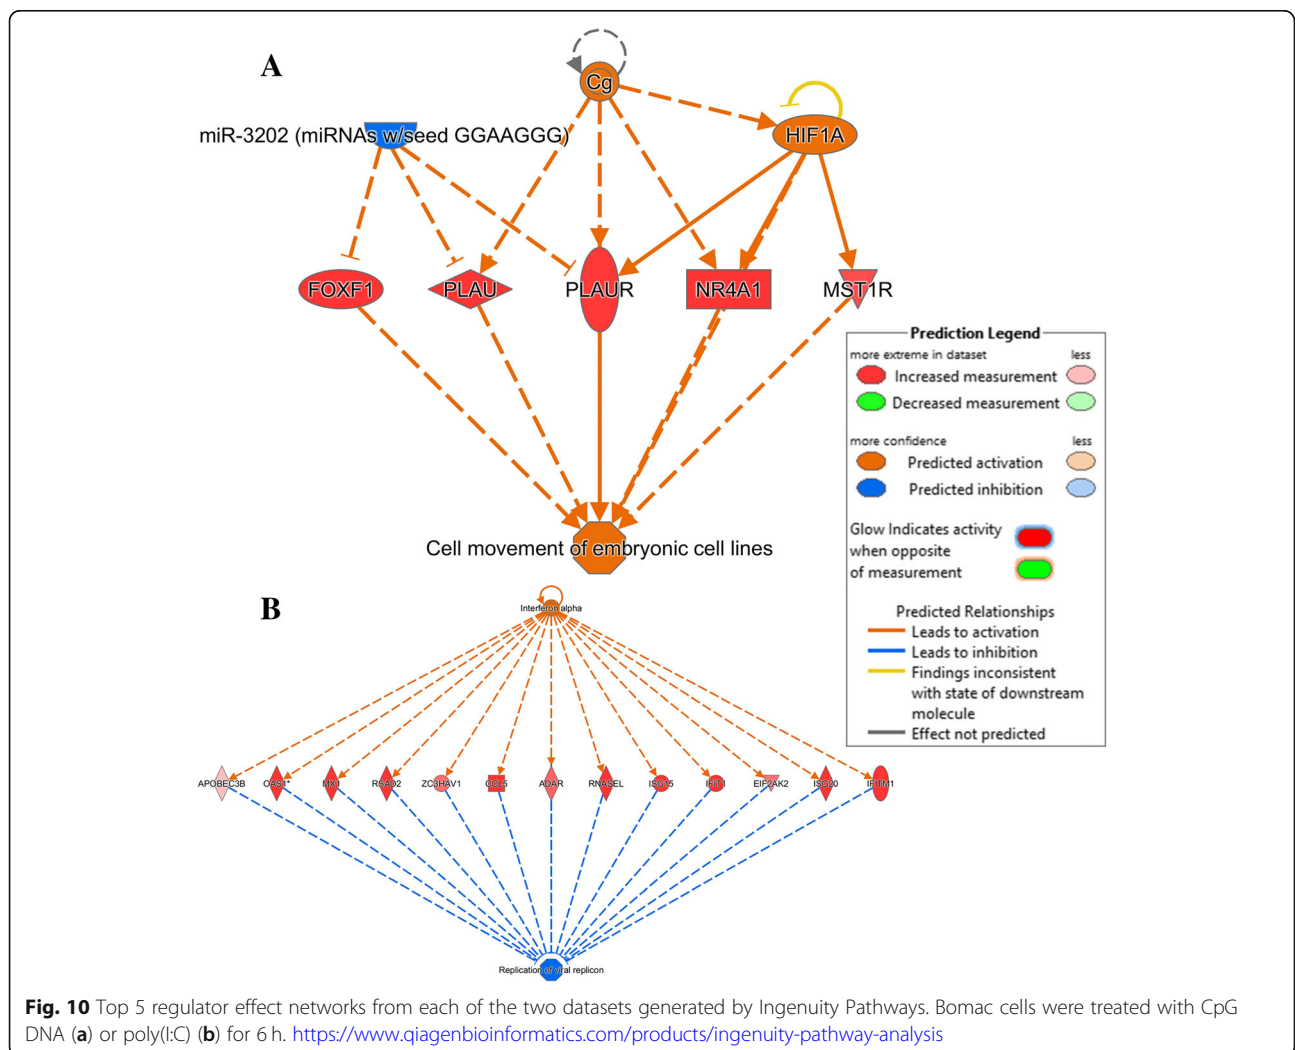 A
Cg
miR-3202 (miRNAs w/seed GGAAGGG)
HIF1A
FOXF1
PLAU
PLAUR
NR4A1
MST1R
Cell movement of embryonic cell lines
Prediction Legend
more extreme in dataset less
Increased measurement
Decreased measurement
more confidence less
Predicted activation
Predicted inhibition
Glow Indicates activity
when opposite
of measurement
Predicted Relationships
Leads to activation
Leads to inhibition
Findings inconsistent
with state of downstream
molecule
Effect not predicted
B
Interferon alpha
APOBEC3B
OAS1*
MX1
RSAD2
ZC3HAV1
CCL5
ADAR
RNASEL
ISG15
IFIT1
EIF2AK2
ISG20
IFITM1
Replication of viral replicon
Fig. 10 Top 5 regulator effect networks from each of the two datasets generated by Ingenuity Pathways. Bomac cells were treated with CpG
DNA (a) or poly(I:C) (b) for 6 h. https://www.qiagenbioinformatics.com/products/ingenuity-pathway-analysis